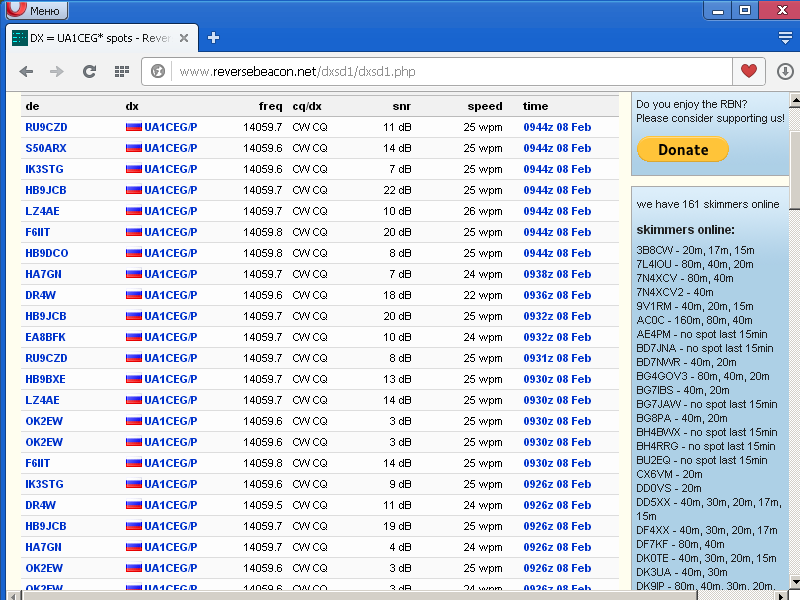 Меню
DX = UA1CEG* spots - Rever
www.reversebeacon.net/dxsd1/dxsd1.php
de dx freq cq/dx snr speed time
RU9CZD UA1CEG/P 14059.7 CW CQ 11 dB 25 wpm 0944z 08 Feb
S50ARX UA1CEG/P 14059.6 CW CQ 14 dB 25 wpm 0944z 08 Feb
IK3STG UA1CEG/P 14059.6 CW CQ 7 dB 25 wpm 0944z 08 Feb
HB9JCB UA1CEG/P 14059.7 CW CQ 22 dB 25 wpm 0944z 08 Feb
LZ4AE UA1CEG/P 14059.7 CW CQ 10 dB 26 wpm 0944z 08 Feb
F6IIT UA1CEG/P 14059.8 CW CQ 20 dB 25 wpm 0944z 08 Feb
HB9DCO UA1CEG/P 14059.8 CW CQ 8 dB 25 wpm 0944z 08 Feb
HA7GN UA1CEG/P 14059.7 CW CQ 7 dB 24 wpm 0938z 08 Feb
DR4W UA1CEG/P 14059.6 CW CQ 18 dB 22 wpm 0936z 08 Feb
HB9JCB UA1CEG/P 14059.7 CW CQ 20 dB 25 wpm 0932z 08 Feb
EA8BFK UA1CEG/P 14059.7 CW CQ 10 dB 24 wpm 0932z 08 Feb
RU9CZD UA1CEG/P 14059.6 CW CQ 8 dB 25 wpm 0931z 08 Feb
HB9BXE UA1CEG/P 14059.7 CW CQ 13 dB 25 wpm 0930z 08 Feb
LZ4AE UA1CEG/P 14059.7 CW CQ 14 dB 25 wpm 0930z 08 Feb
OK2EW UA1CEG/P 14059.6 CW CQ 3 dB 25 wpm 0930z 08 Feb
OK2EW UA1CEG/P 14059.6 CW CQ 3 dB 25 wpm 0930z 08 Feb
F6IIT UA1CEG/P 14059.8 CW CQ 14 dB 25 wpm 0930z 08 Feb
IK3STG UA1CEG/P 14059.6 CW CQ 9 dB 25 wpm 0926z 08 Feb
DR4W UA1CEG/P 14059.5 CW CQ 11 dB 24 wpm 0926z 08 Feb
HB9JCB UA1CEG/P 14059.7 CW CQ 19 dB 25 wpm 0926z 08 Feb
HA7GN UA1CEG/P 14059.7 CW CQ 4 dB 24 wpm 0926z 08 Feb
OK2EW UA1CEG/P 14059.6 CW CQ 3 dB 25 wpm 0926z 08 Feb
OK2EW UA1CEG/P 14059.6 CW CQ 3 dB 24 wpm 0926z 08 Feb
Do you enjoy the RBN?
Please consider supporting us!
Donate
we have 161 skimmers online
skimmers online:
3B8CW - 20m, 17m, 15m
7L4IOU - 80m, 40m, 20m
7N4XCV - 80m, 40m
7N4XCV2 - 40m
9V1RM - 40m, 20m, 15m
AC0C - 160m, 80m, 40m
AE4PM - no spot last 15min
BD7JNA - no spot last 15min
BD7NWR - 40m, 20m
BG4GOV3 - 80m, 40m, 20m
BG7IBS - 40m, 20m
BG7JAW - no spot last 15min
BG8PA - 40m, 20m
BH4BWX - no spot last 15min
BH4RRG - no spot last 15min
BU2EQ - no spot last 15min
CX6VM - 20m
DD0VS - 20m
DD5XX - 40m, 30m, 20m, 17m,
15m
DF4XX - 40m, 30m, 20m, 17m
DF7KF - 80m, 40m
DK0TE - 40m, 30m, 20m, 15m
DK3UA - 40m, 30m
DK9IP - 80m, 40m, 30m, 20m,